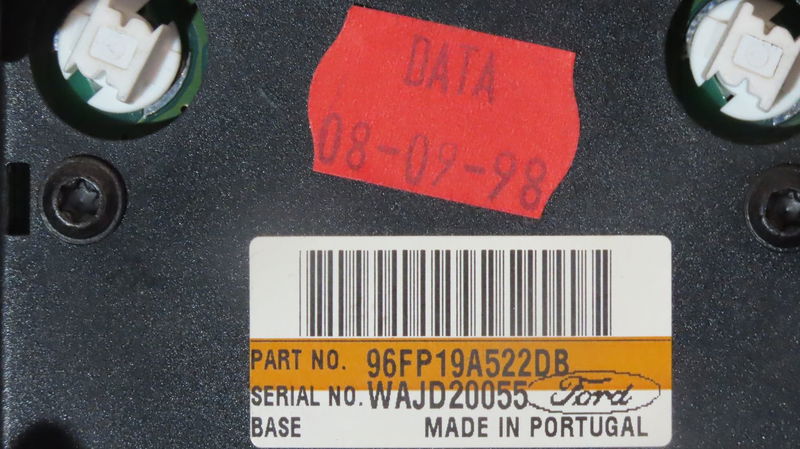 DATA
08-09-98
PART NO. 96FP19A522DB
SERIAL NO. WAJD20055 Ford
BASE MADE IN PORTUGAL